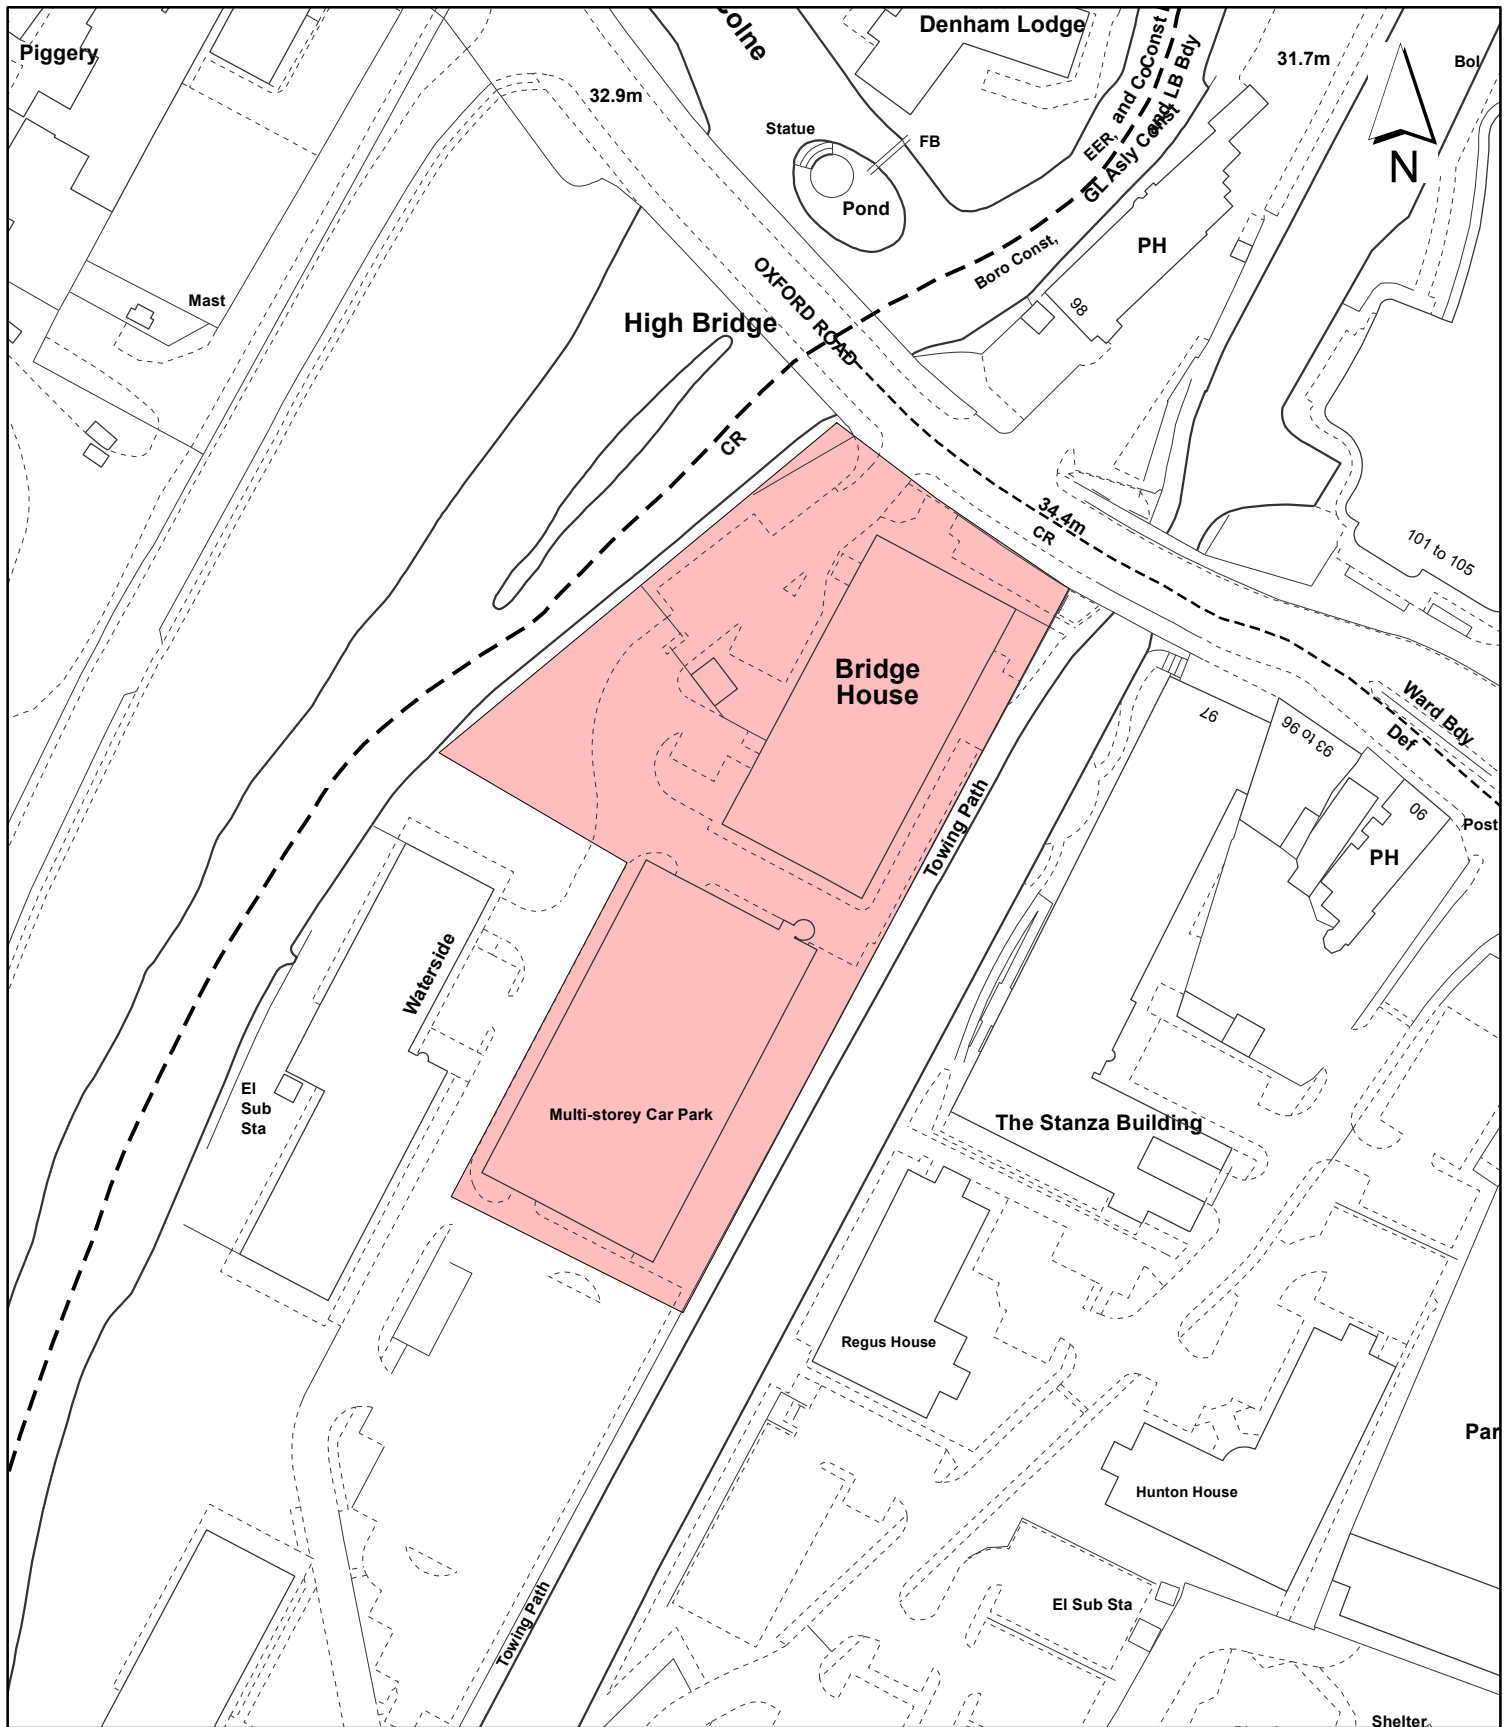 Piggery
Colne
Denham Lodge
31.7m
Bol
32.9m
Statue
FB
N
Pond
PH
EER, and Co Const
GL Asly Const
and LB Bdy
Boro Const,
98
Mast
OXFORD ROAD
High Bridge
CR
34.4m
CR
101 to 105
Bridge
House
Ward Bdy
Def
97
93 to 96
90
Post
PH
Towing Path
Waterside
El
Sub
Sta
Multi-storey Car Park
The Stanza Building
Regus House
Par
Hunton House
El Sub Sta
Towing Path
Shelter